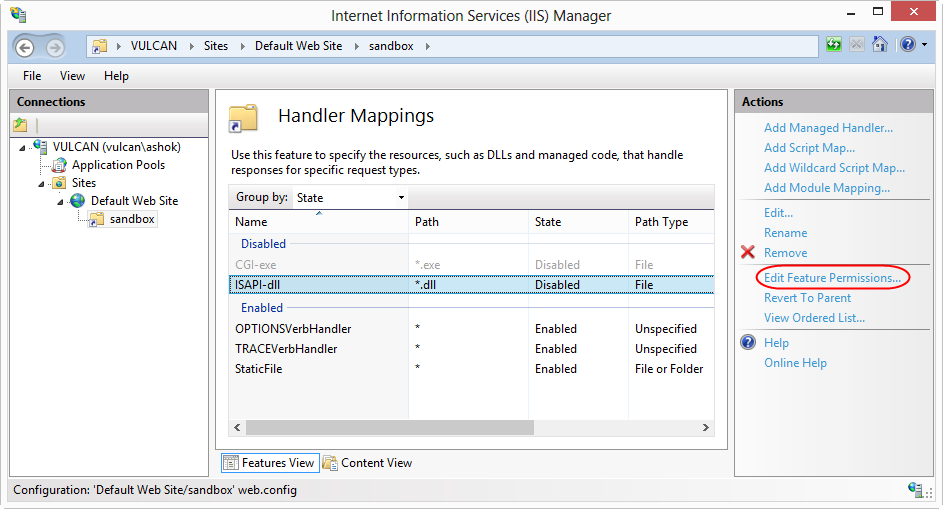 Internet Information Services (IIS) Manager
VULCAN Sites Default Web Site sandbox
File View Help
Connections
VULCAN (vulcan\ashok)
Application Pools
Sites
Default Web Site
sandbox
Handler Mappings
Use this feature to specify the resources, such as DLLs and managed code, that handle
responses for specific request types.
Group by: State
Name Path State Path Type
Disabled
CGI-exe *.exe Disabled File
ISAPI-dll *.dll Disabled File
Enabled
OPTIONSVerbHandler * Enabled Unspecified
TRACEVerbHandler * Enabled Unspecified
StaticFile * Enabled File or Folder
Features View Content View
Actions
Add Managed Handler...
Add Script Map...
Add Wildcard Script Map...
Add Module Mapping...
Edit...
Rename
Remove
Edit Feature Permissions...
Revert To Parent
View Ordered List...
Help
Online Help
Configuration: 'Default Web Site/sandbox' web.config